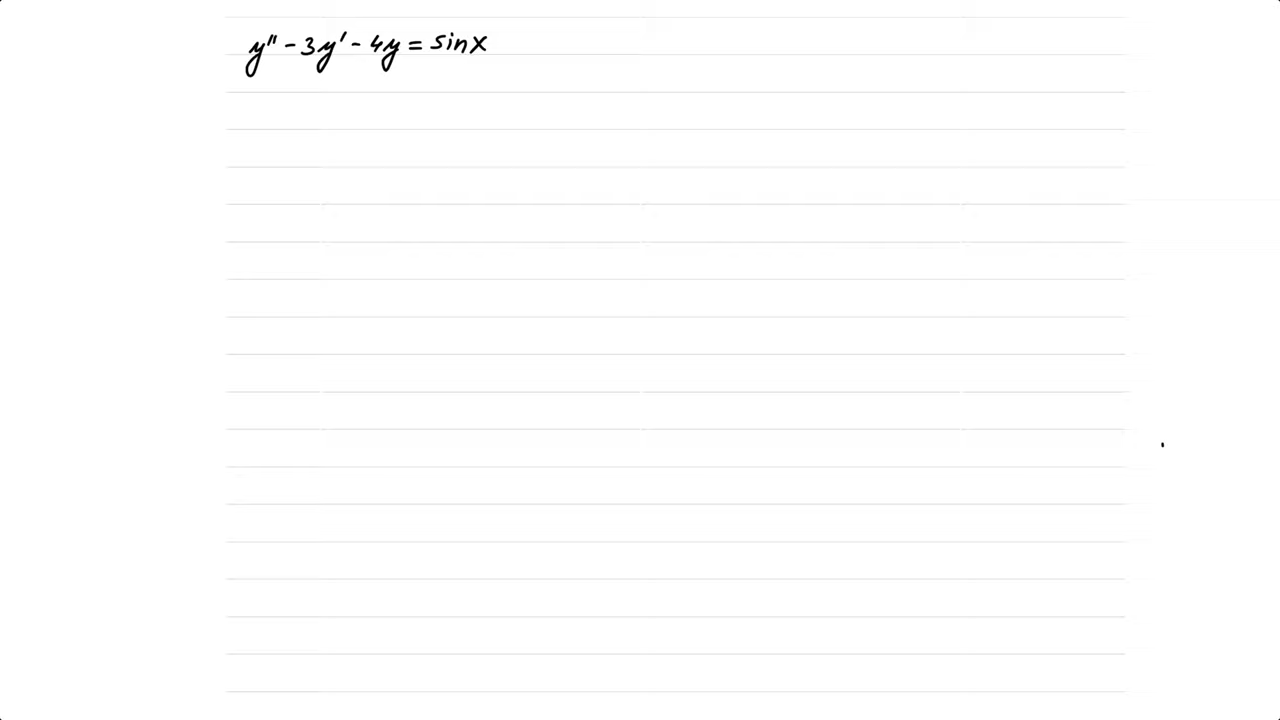 y'' - 3y' - 4y = sinx